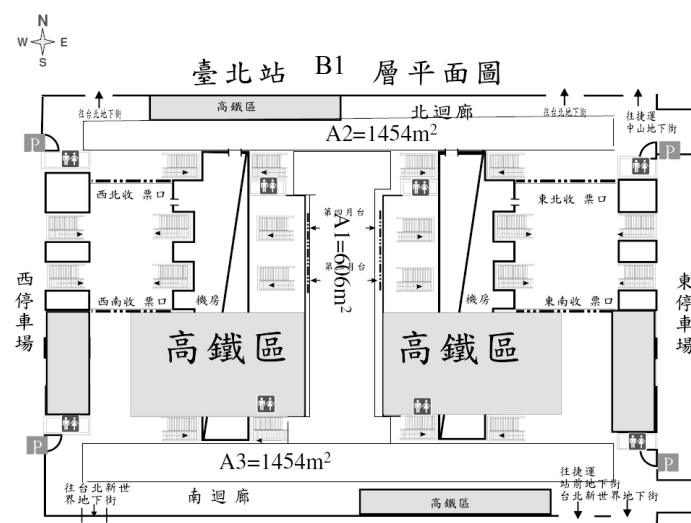 N
W E
S
臺北站 B1 層平面圖
往台北地下街
高鐵區
北迴廊
往台北地下街
往捷運
中山地下街
P
P
A2=1454m²
西北收票口
東北收票口
第四月台
A1=606m²
第三月台
西停車場
東停車場
西南收票口
機房
機房
東南收票口
高鐵區
高鐵區
P
P
A3=1454m²
往台北新世
界地下街
南迴廊
高鐵區
往捷運
站前地下街
台北新世界地下街